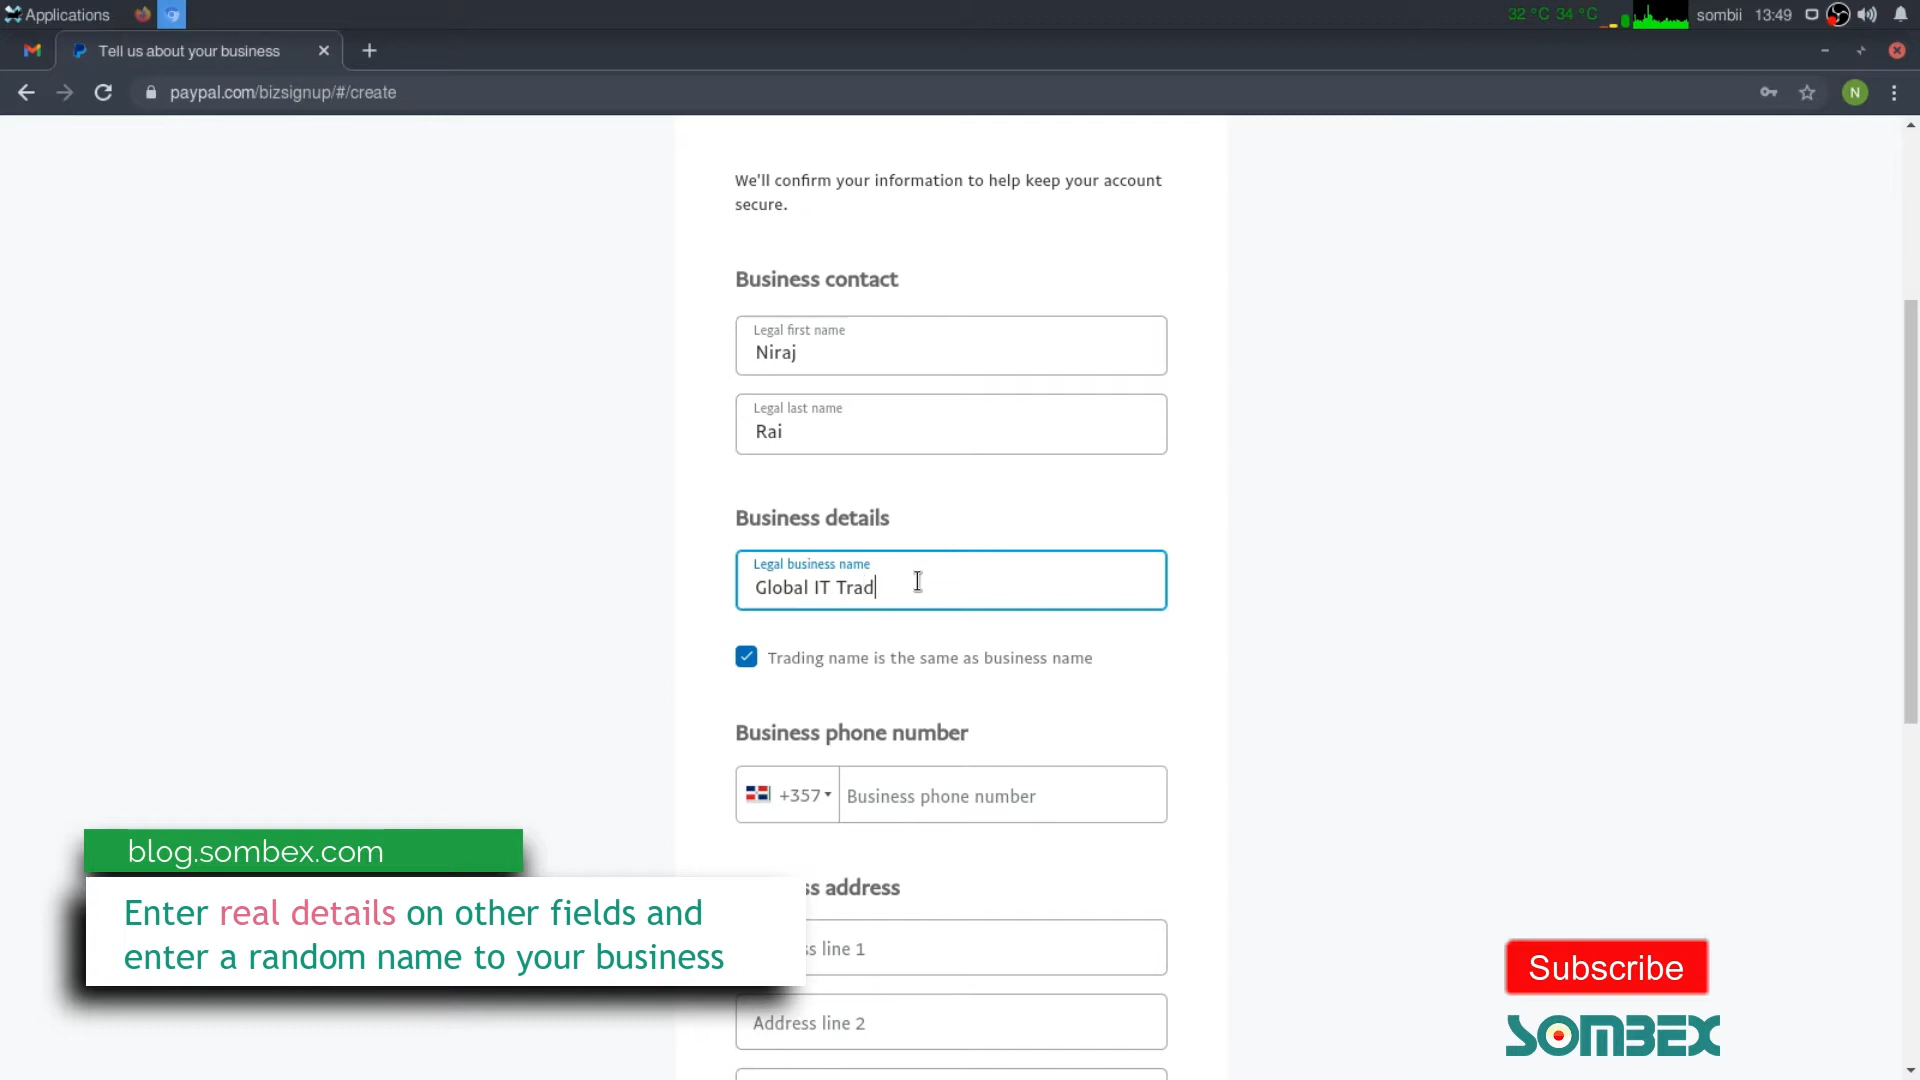 Applications
32 °C 34 °C
sombii 13:49
Tell us about your business
paypal.com/bizsignup/#/create
N
We'll confirm your information to help keep your account
secure.
Business contact
Legal first name
Niraj
Legal last name
Rai
Business details
Legal business name
Global IT Trad
Trading name is the same as business name
Business phone number
+357 Business phone number
ss address
s line 1
Address line 2
blog.sombex.com
Enter real details on other fields and
enter a random name to your business
Subscribe
SOMBEX